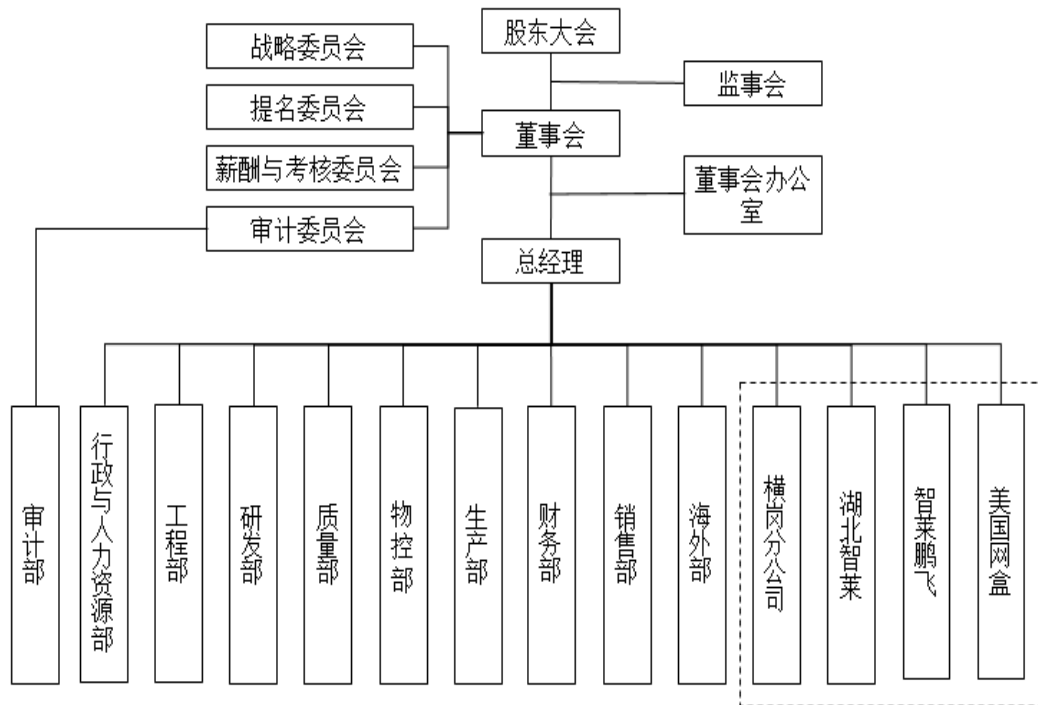 股东大会
战略委员会
监事会
提名委员会
董事会
薪酬与考核委员会
董事会办公
室
审计委员会
总经理
审计部
行政与人力资源部
工程部
研发部
质量部
物控部
生产部
财务部
销售部
海外部
横岗分公司
湖北智莱
智莱鹏飞
美国网盒